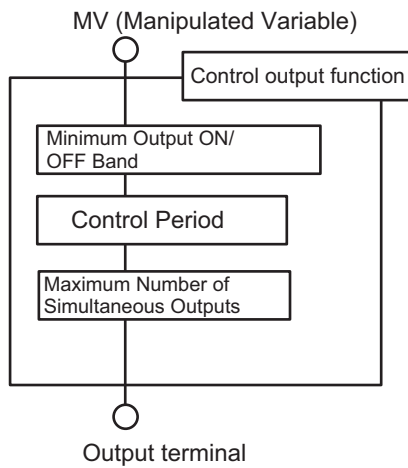 MV (Manipulated Variable)
Control output function
Minimum Output ON/
OFF Band
Control Period
Maximum Number of
Simultaneous Outputs
Output terminal